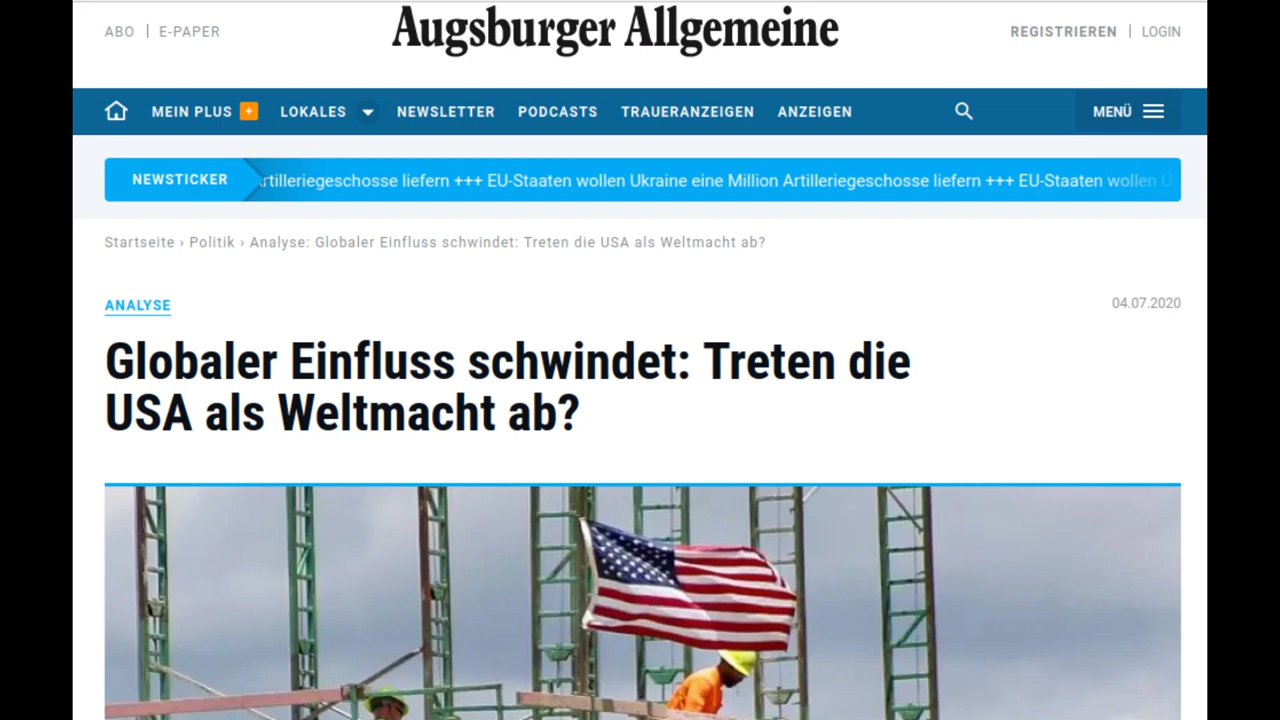 ABO | E-PAPER
Augsburger Allgemeine
REGISTRIEREN | LOGIN
MEIN PLUS + LOKALES NEWSLETTER PODCASTS TRAUERANZEIGEN ANZEIGEN MENÜ
NEWSTICKER rtilleriegeschosse liefern +++ EU-Staaten wollen Ukraine eine Million Artilleriegeschosse liefern +++ EU-Staaten wollen U
Startseite › Politik › Analyse: Globaler Einfluss schwindet: Treten die USA als Weltmacht ab?
ANALYSE
04.07.2020
Globaler Einfluss schwindet: Treten die
USA als Weltmacht ab?